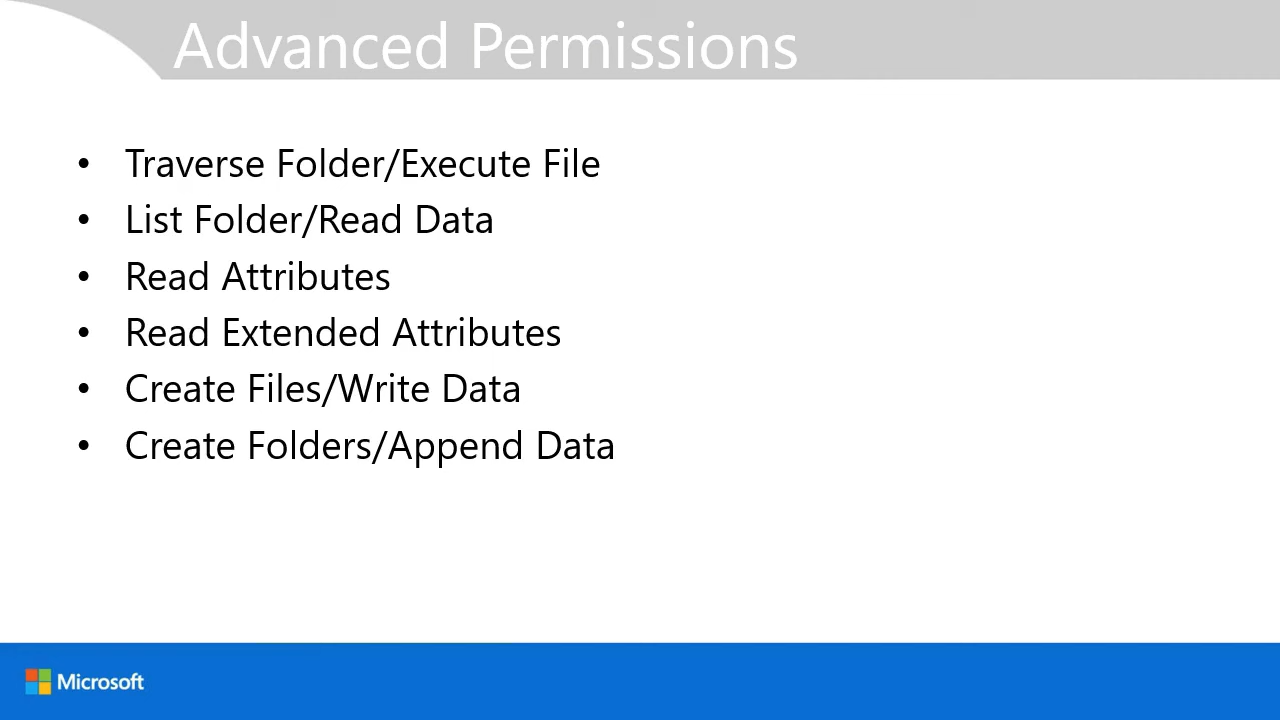 Advanced Permissions
• Traverse Folder/Execute File
• List Folder/Read Data
• Read Attributes
• Read Extended Attributes
• Create Files/Write Data
• Create Folders/Append Data
Microsoft